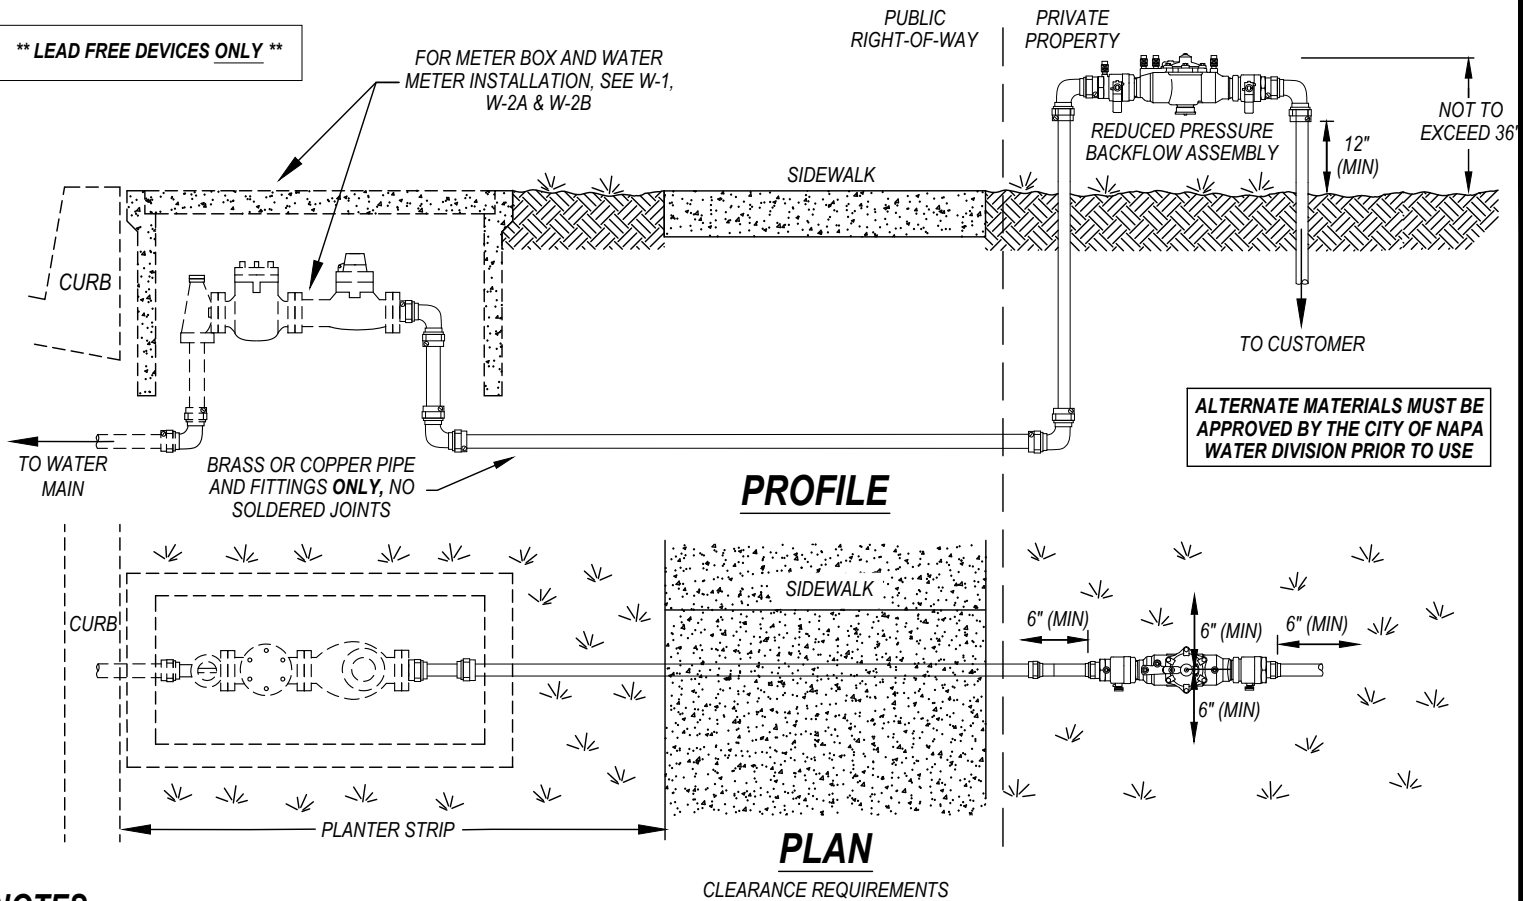 ** LEAD FREE DEVICES ONLY **
FOR METER BOX AND WATER
METER INSTALLATION, SEE W-1,
W-2A & W-2B
PUBLIC
RIGHT-OF-WAY
PRIVATE
PROPERTY
NOT TO
EXCEED 36"
REDUCED PRESSURE
BACKFLOW ASSEMBLY
12"
(MIN)
SIDEWALK
CURB
TO CUSTOMER
ALTERNATE MATERIALS MUST BE
APPROVED BY THE CITY OF NAPA
WATER DIVISION PRIOR TO USE
TO WATER
MAIN
BRASS OR COPPER PIPE
AND FITTINGS ONLY, NO
SOLDERED JOINTS
PROFILE
SIDEWALK
CURB
6" (MIN)
6" (MIN)
6" (MIN)
6" (MIN)
PLANTER STRIP
PLAN
CLEARANCE REQUIREMENTS
NOTES